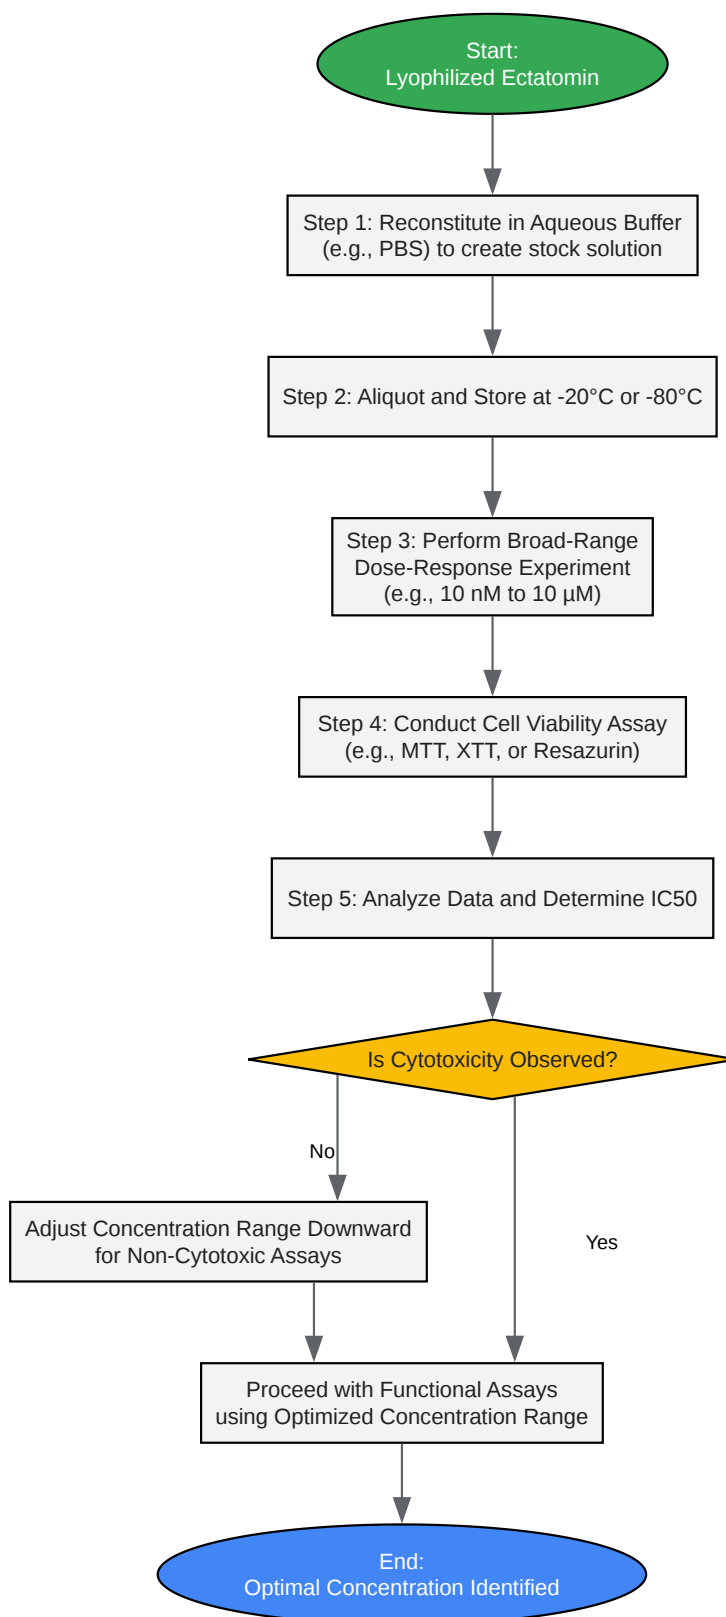 Start:
Lyophilized Ectatomin
Step 1: Reconstitute in Aqueous Buffer
(e.g., PBS) to create stock solution
Step 2: Aliquot and Store at -20°C or -80°C
Step 3: Perform Broad-Range
Dose-Response Experiment
(e.g., 10 nM to 10 µM)
Step 4: Conduct Cell Viability Assay
(e.g., MTT, XTT, or Resazurin)
Step 5: Analyze Data and Determine IC50
Is Cytotoxicity Observed?
No
Adjust Concentration Range Downward
for Non-Cytotoxic Assays
Yes
Proceed with Functional Assays
using Optimized Concentration Range
End:
Optimal Concentration Identified